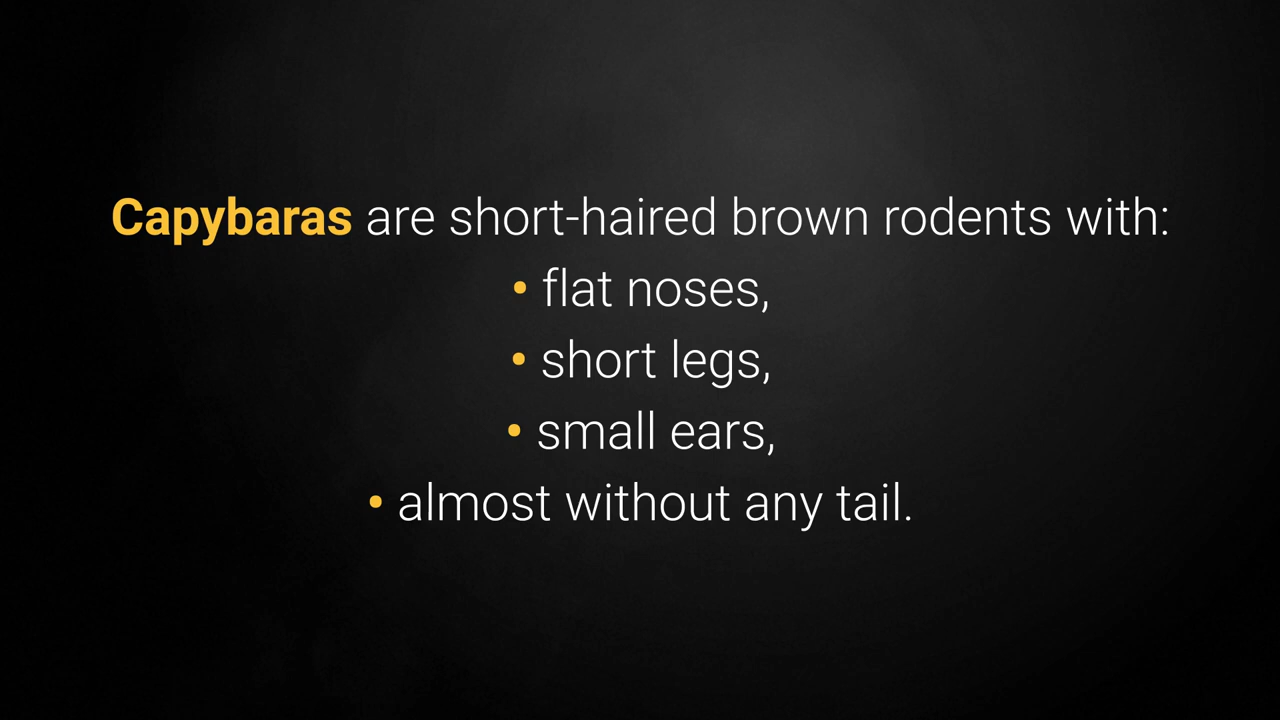 Capybaras are short-haired brown rodents with:
• flat noses,
• short legs,
• small ears,
• almost without any tail.